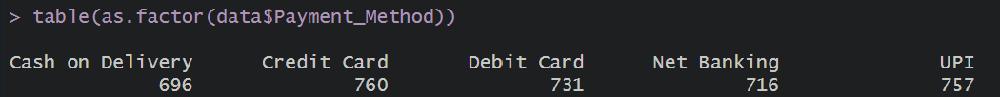 > table(as.factor(data$Payment_Method))
Cash on Delivery Credit Card Debit Card Net Banking UPI
696 760 731 716 757